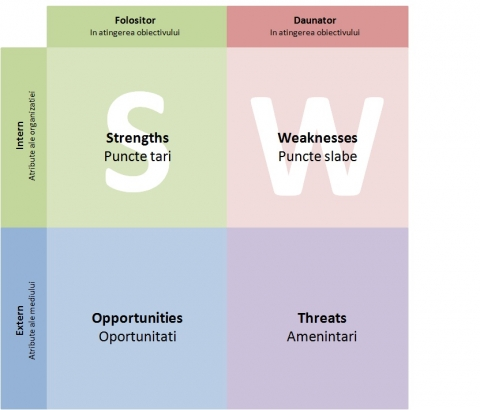 Folositor
In atingerea obiectivului
Daunator
In atingerea obiectivului
Intern
Atribute ale organizatiei
S
Strengths
Puncte tari
W
Weaknesses
Puncte slabe
Extern
Atribute ale mediului
Opportunities
Oportunitati
Threats
Amenintari